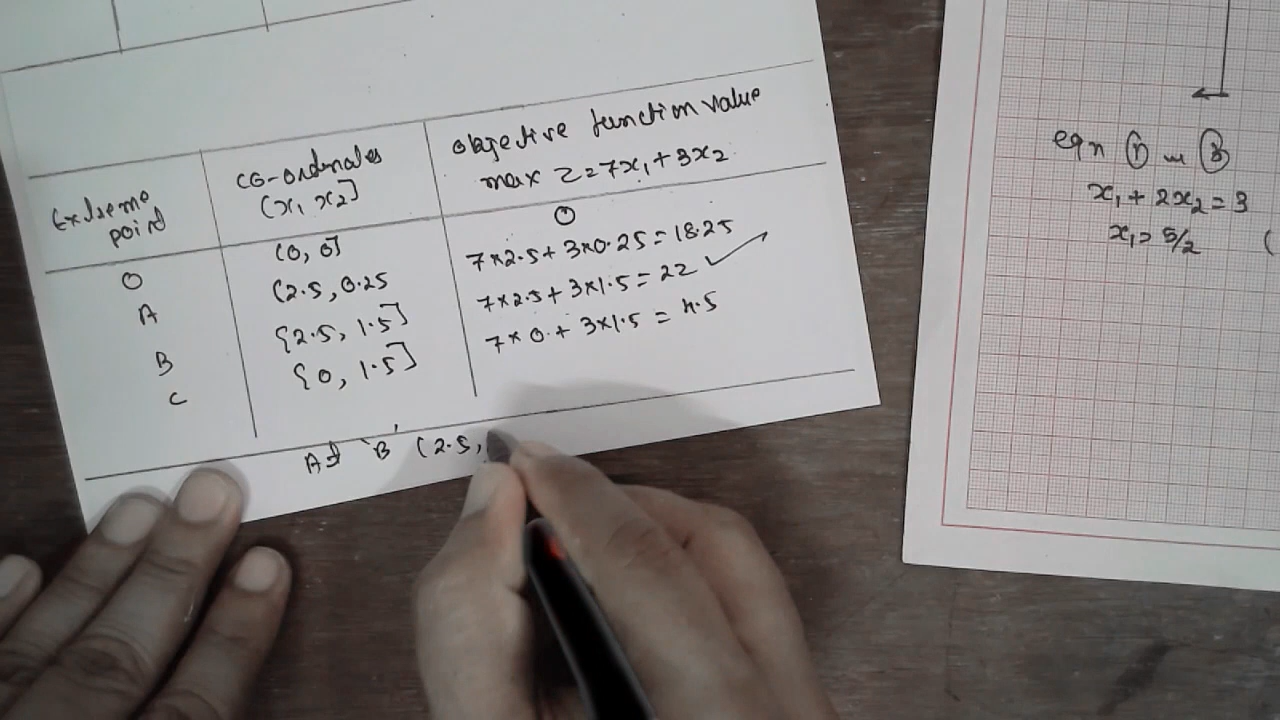 Extreme point
Co-ordinates (x₁ x₂]
objective function value
max Z=7x₁+3x₂
O (0, 0] 0
A (2.5, 0.25 7×2.5+3×0.25=18.25
B {2.5, 1.5] 7×2.5+3×1.5=22 ✓
C {0, 1.5] 7×0+3×1.5=4.5
At 'B' (2.5,
eqn ① 3
x₁+2x₂=3
x₁= 5/2 (